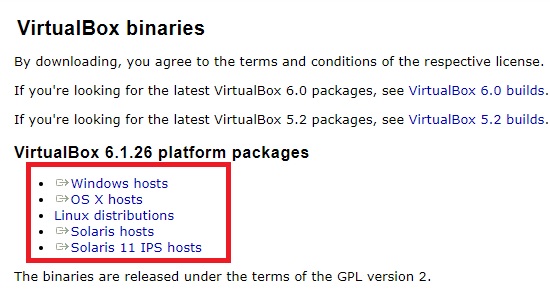 VirtualBox binaries
By downloading, you agree to the terms and conditions of the respective license.
If you're looking for the latest VirtualBox 6.0 packages, see VirtualBox 6.0 builds.
If you're looking for the latest VirtualBox 5.2 packages, see VirtualBox 5.2 builds.
VirtualBox 6.1.26 platform packages
• Windows hosts
• OS X hosts
• Linux distributions
• Solaris hosts
• Solaris 11 IPS hosts
The binaries are released under the terms of the GPL version 2.